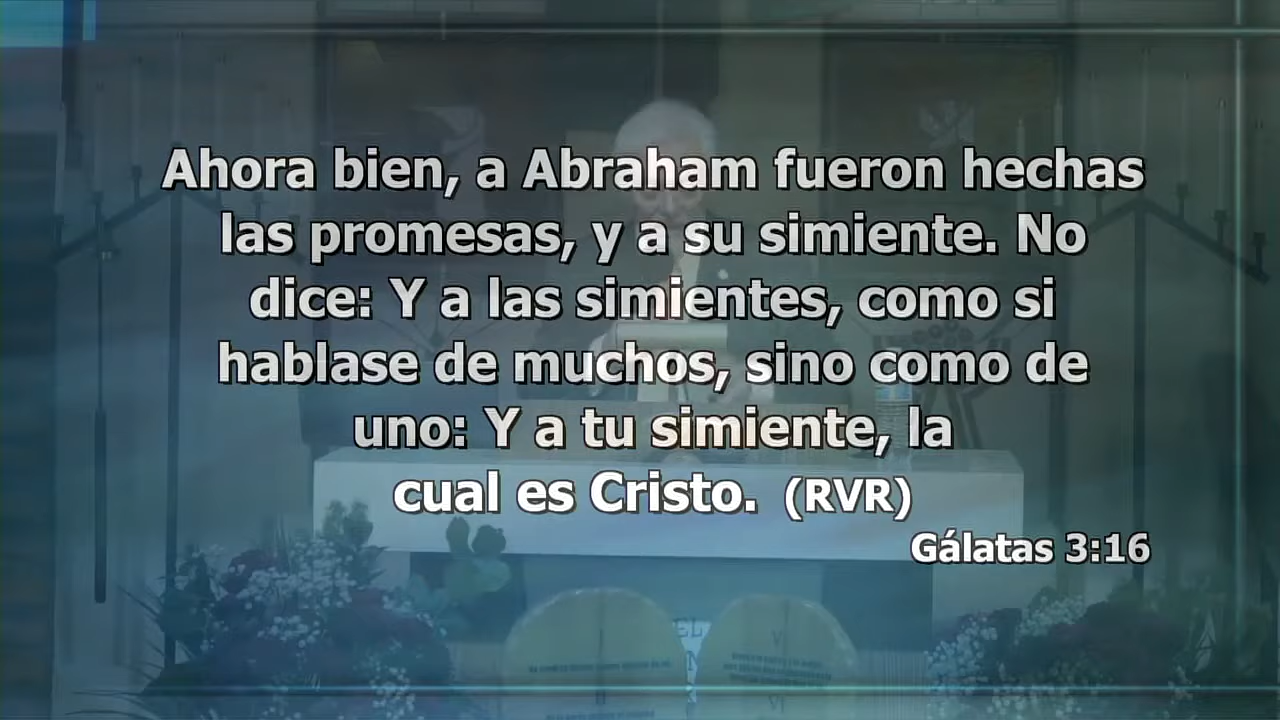 Ahora bien, a Abraham fueron hechas
las promesas, y a su simiente. No
dice: Y a las simientes, como si
hablase de muchos, sino como de
uno: Y a tu simiente, la
cual es Cristo. (RVR)
Gálatas 3:16
EL